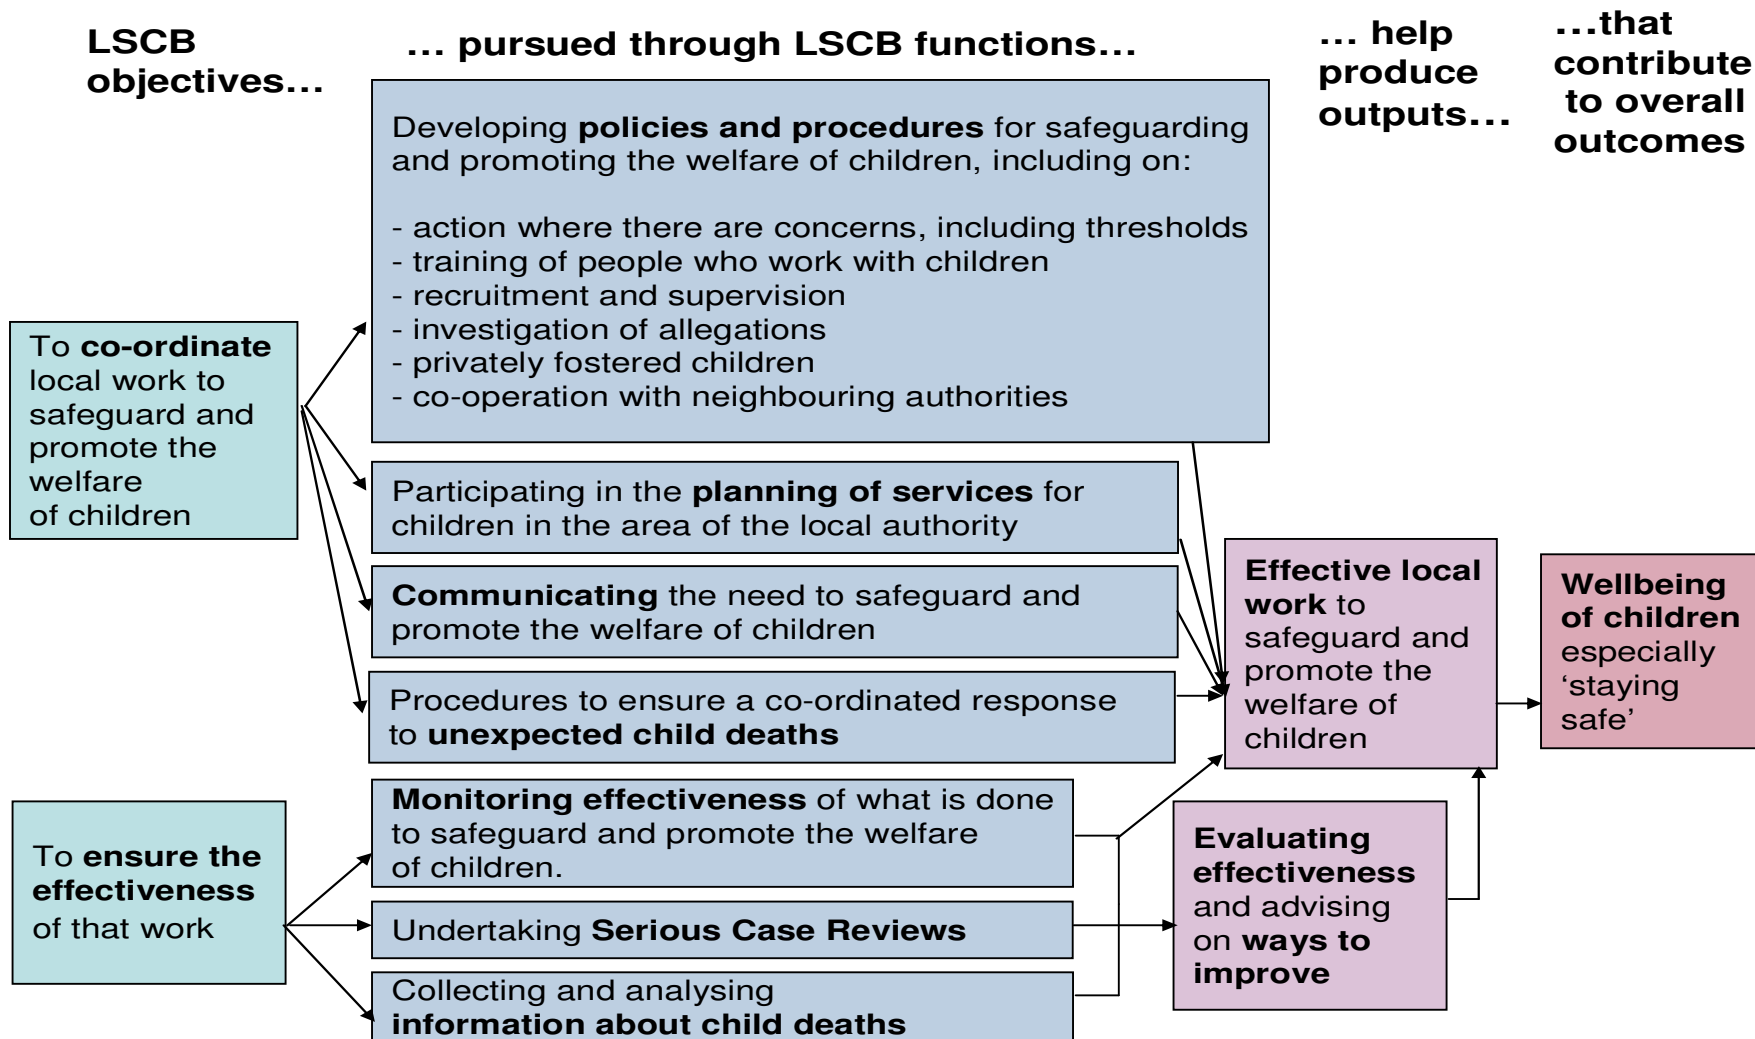 LSCB
objectives…
… pursued through LSCB functions…
… help
produce
outputs…
…that
contribute
to overall
outcomes
To co-ordinate
local work to
safeguard and
promote the
welfare
of children
To ensure the
effectiveness
of that work
Developing policies and procedures for safeguarding
and promoting the welfare of children, including on:
- action where there are concerns, including thresholds
- training of people who work with children
- recruitment and supervision
- investigation of allegations
- privately fostered children
- co-operation with neighbouring authorities
Participating in the planning of services for
children in the area of the local authority
Communicating the need to safeguard and
promote the welfare of children
Procedures to ensure a co-ordinated response
to unexpected child deaths
Monitoring effectiveness of what is done
to safeguard and promote the welfare
of children.
Undertaking Serious Case Reviews
Collecting and analysing
information about child deaths
Effective local
work to
safeguard and
promote the
welfare of
children
Evaluating
effectiveness
and advising
on ways to
improve
Wellbeing
of children
especially
‘staying
safe’